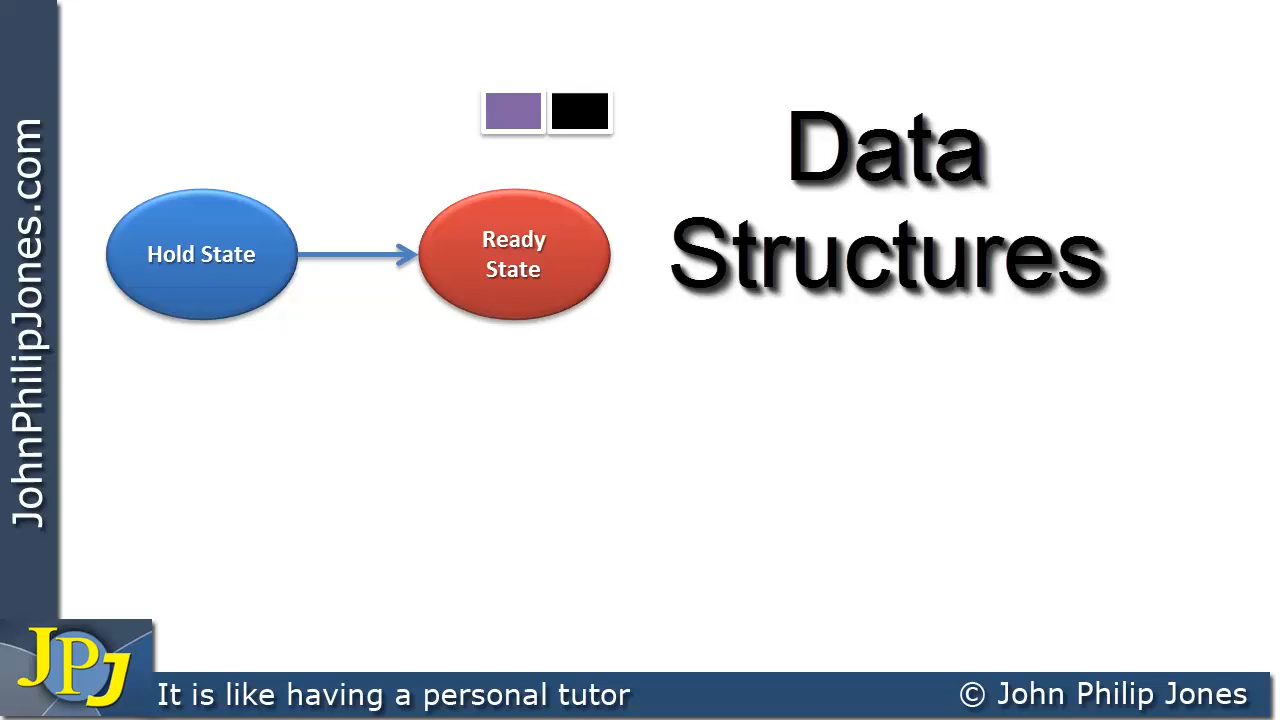 JohnPhilipJones.com
Data
Structures
Hold State
Ready
State
JPJ
It is like having a personal tutor
© John Philip Jones